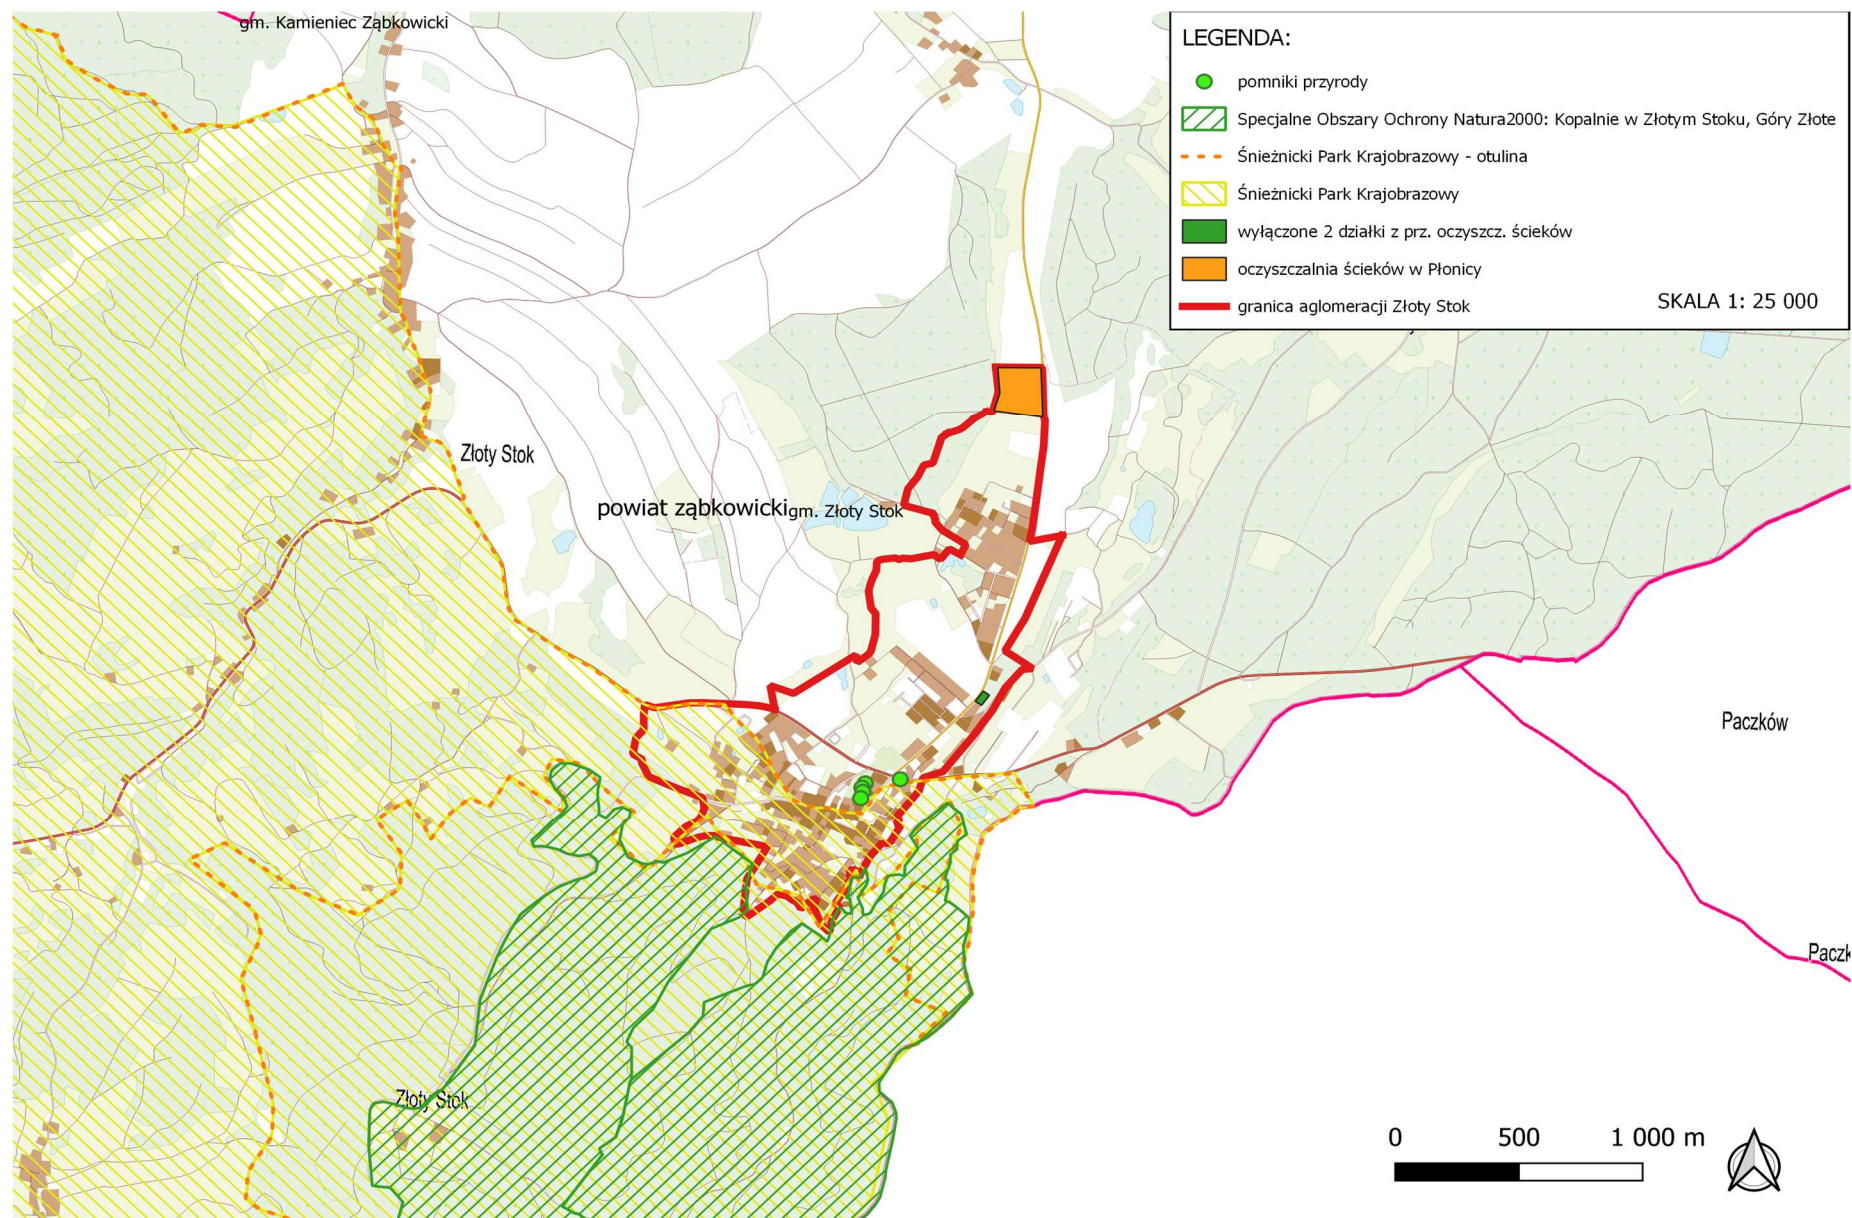 gm. Kamieniec Ząbkowicki
LEGENDA:
pomniki przyrody
Specjalne Obszary Ochrony Natura2000: Kopalnie w Złotym Stoku, Góry Złote
Śnieżnicki Park Krajobrazowy - otulina
Śnieżnicki Park Krajobrazowy
wyłączone 2 działki z prz. oczyszcz. ścieków
oczyszczalnia ścieków w Płonicy
granica aglomeracji Złoty Stok
SKALA 1: 25 000
Złoty Stok
powiat ząbkowicki
gm. Złoty Stok
Paczków
Paczk
Złoty Stok
0 500 1 000 m